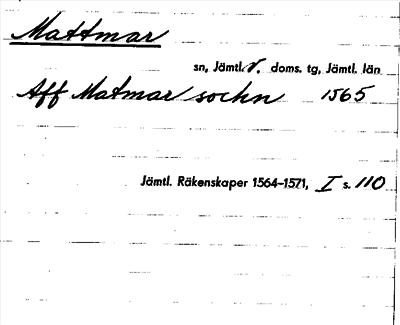 Mattmar
sn, Jämtl. v. doms. tg, Jämtl. län
Aff Matmar sochn 1565
Jämtl. Räkenskaper 1564–1571, I s. 110